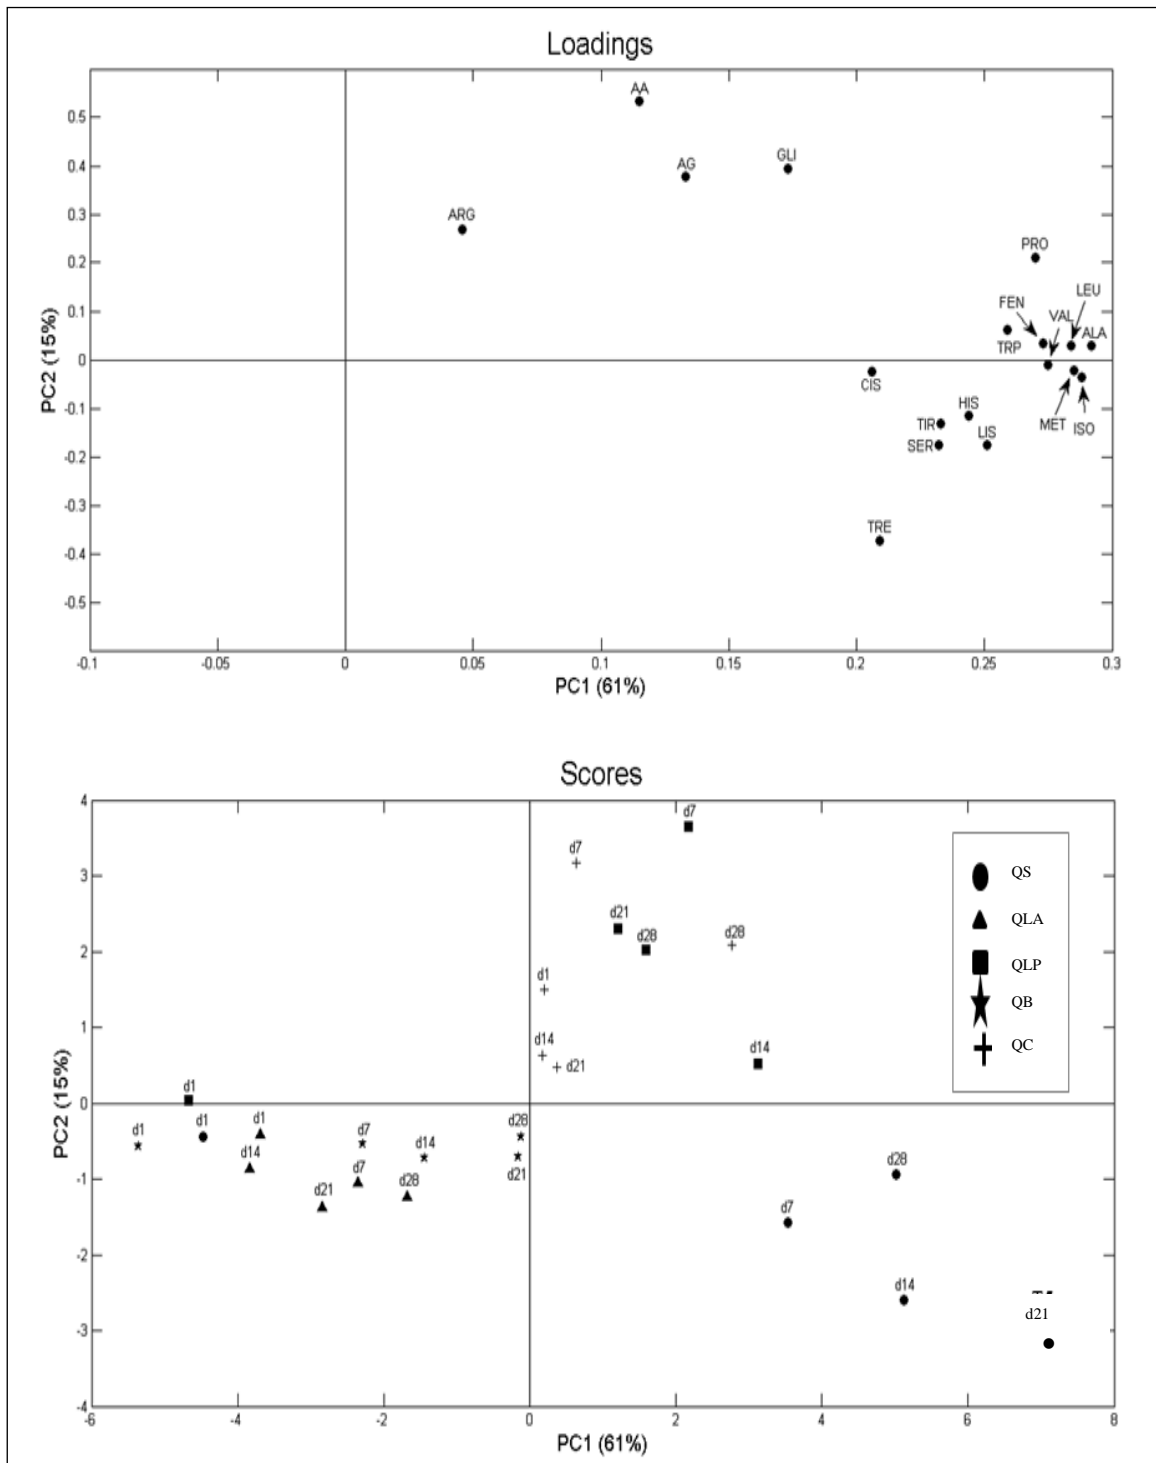 Loadings
AA
0.5
GLI
AG
0.4
ARG
0.3
PRO
0.2
LEU
FEN
VAL
0.1
ALA
TRP
0
CIS
HIS
-0.1
MET
ISO
TIR
LIS
SER
-0.2
-0.3
TRE
-0.4
-0.5
PC2 (15%)
-0.1 -0.05 0 0.05 0.1 0.15 0.2 0.25 0.3
PC1 (61%)
Scores
4
d7
d7
QS
3
d21
QLA
d28
d28
QLP
2
d1
QB
d14
d14
QC
1
d21
d1
0
d1 d1 d1 d7 d28
d14
d14
d7
d21
d21
d28
-1
d28
d7
-2
d14
d21
-3
-4
PC2 (15%)
-6 -4 -2 0 2 4 6 8
PC1 (61%)